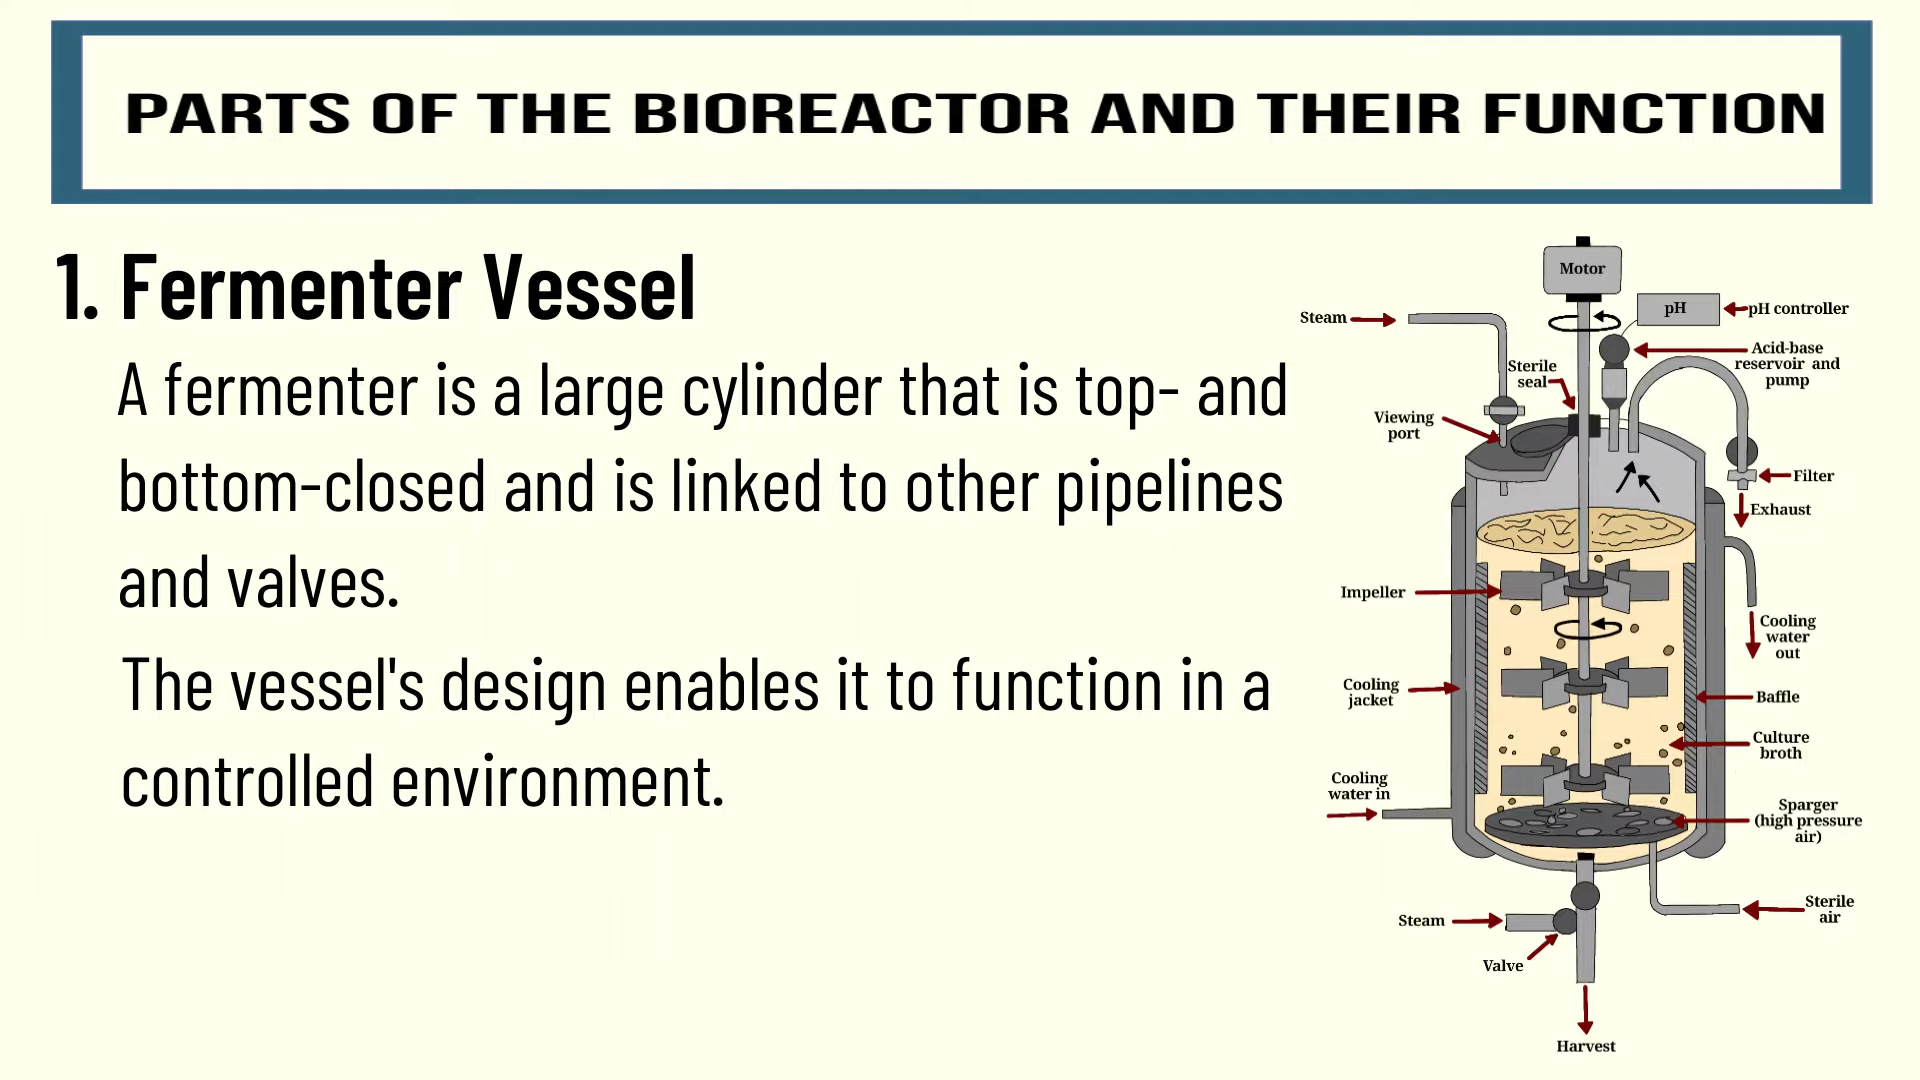 PARTS OF THE BIOREACTOR AND THEIR FUNCTION
1. Fermenter Vessel
A fermenter is a large cylinder that is top- and
bottom-closed and is linked to other pipelines
and valves.
The vessel's design enables it to function in a
controlled environment.
Motor
pH
pH controller
Steam
Acid-base
reservoir and
pump
Sterile
seal
Viewing
port
Filter
Exhaust
Impeller
Cooling
water
out
Cooling
jacket
Baffle
Culture
broth
Cooling
water in
Sparger
(high pressure
air)
Sterile
air
Steam
Valve
Harvest